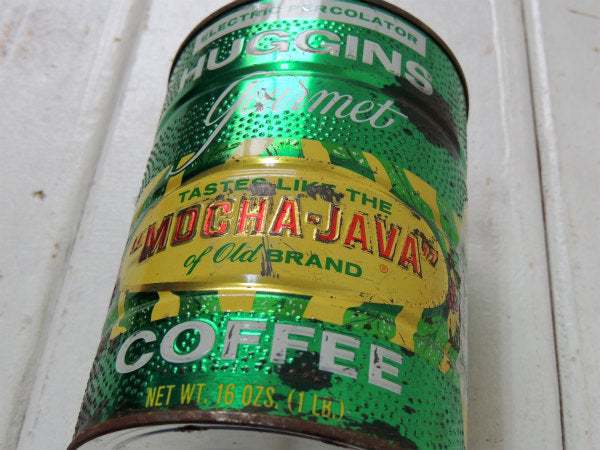 ELECTRIC PERCOLATOR
HUGGINS
Gourmet
TASTES LIKE THE
"MOCHA-JAVA"
of Old BRAND ®
COFFEE
NET WT. 16 OZS. (1 LB.)